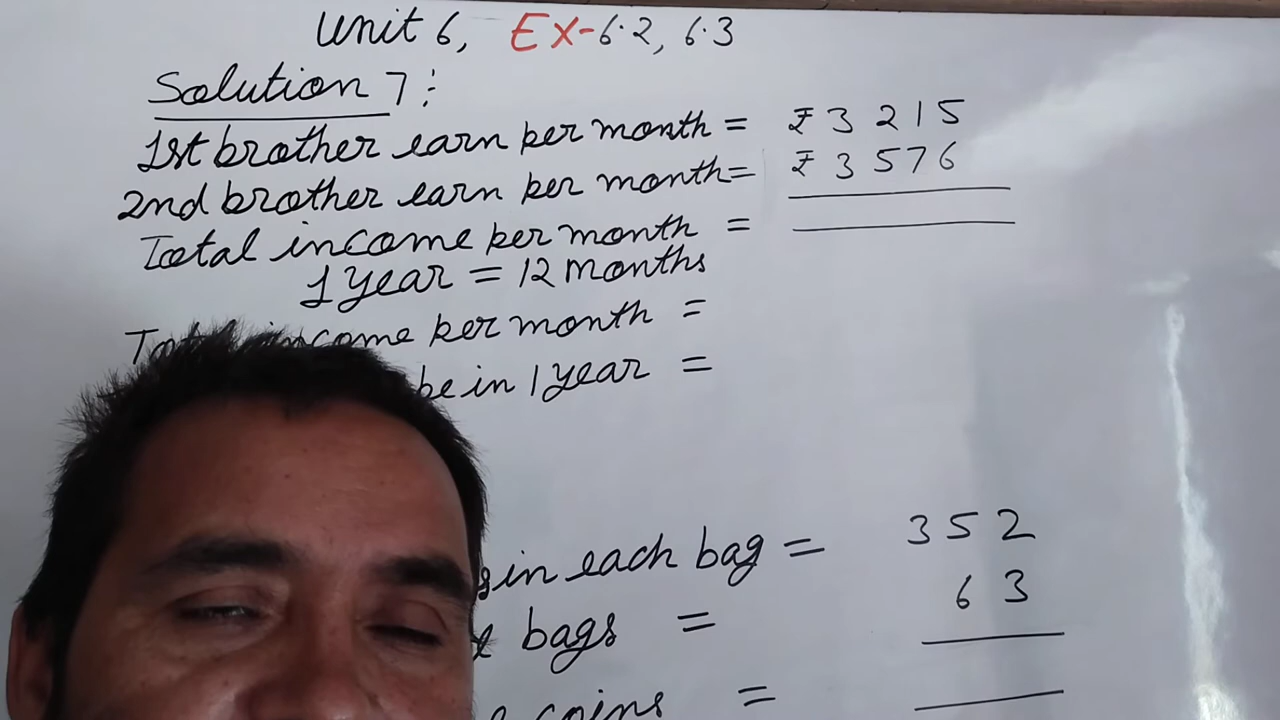 Unit 6, EX-6.2, 6.3
Solution 7:
1st brother earn per month = ₹ 3 2 1 5
2nd brother earn per month = ₹ 3 5 7 6
Total income per month =
1 year = 12 months
income per month =
be in 1 year =
in each bag = 3 5 2
bags = 6 3
coins =